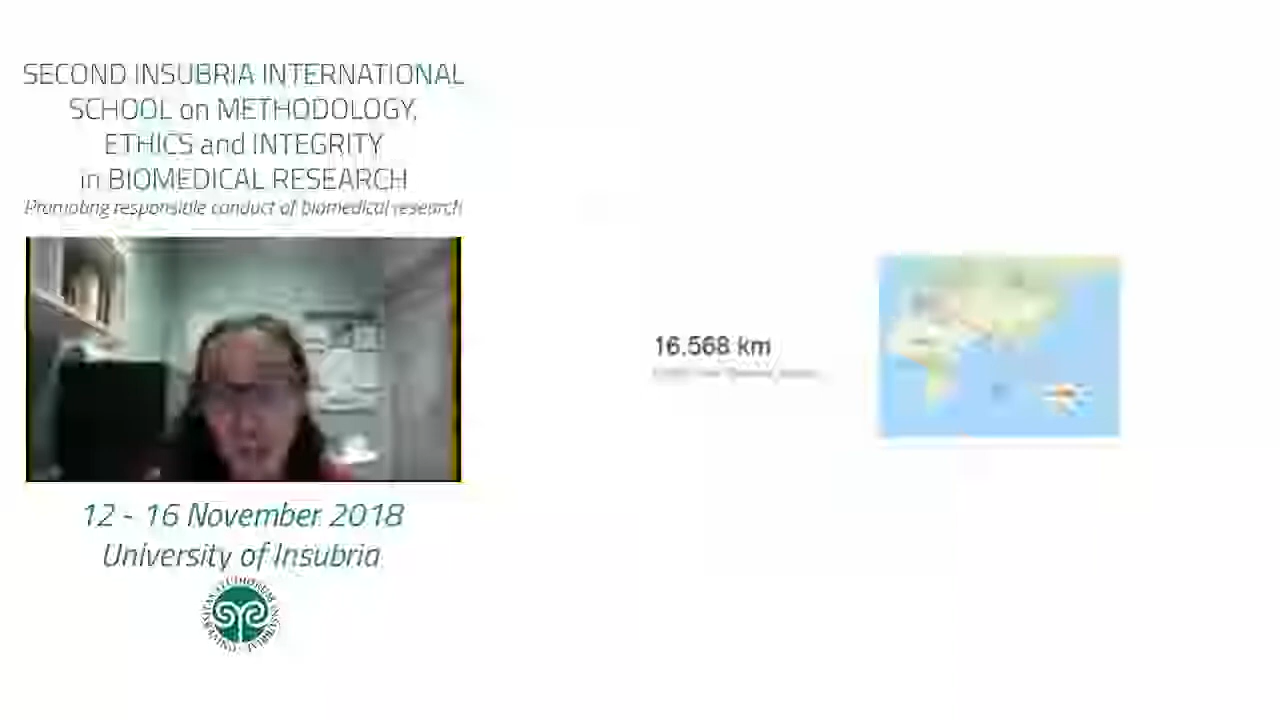 SECOND INSUBRIA INTERNATIONAL
SCHOOL on METHODOLOGY,
ETHICS and INTEGRITY
in BIOMEDICAL RESEARCH
Promoting responsible conduct of biomedical research
16.568 km
12 - 16 November 2018
University of Insubria